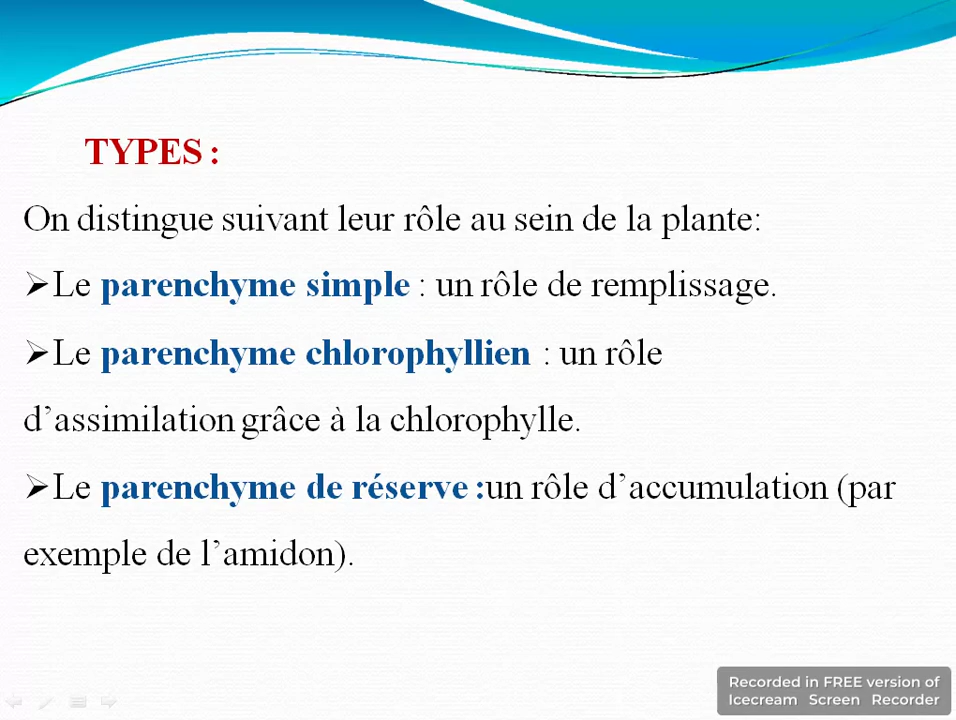 TYPES :
On distingue suivant leur rôle au sein de la plante:
➢Le parenchyme simple : un rôle de remplissage.
➢Le parenchyme chlorophyllien : un rôle
d’assimilation grâce à la chlorophylle.
➢Le parenchyme de réserve :un rôle d’accumulation (par
exemple de l’amidon).
Recorded in FREE version of
Icecream Screen Recorder